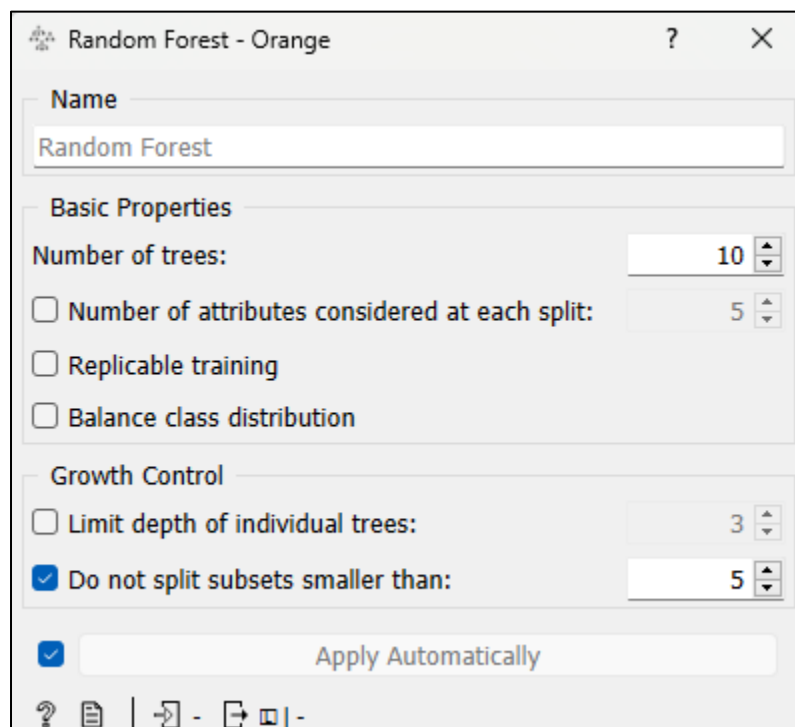 Random Forest - Orange ? ×
Name
Random Forest
Basic Properties
Number of trees: 10
Number of attributes considered at each split: 5
Replicable training
Balance class distribution
Growth Control
Limit depth of individual trees: 3
Do not split subsets smaller than: 5
Apply Automatically
? | - | -